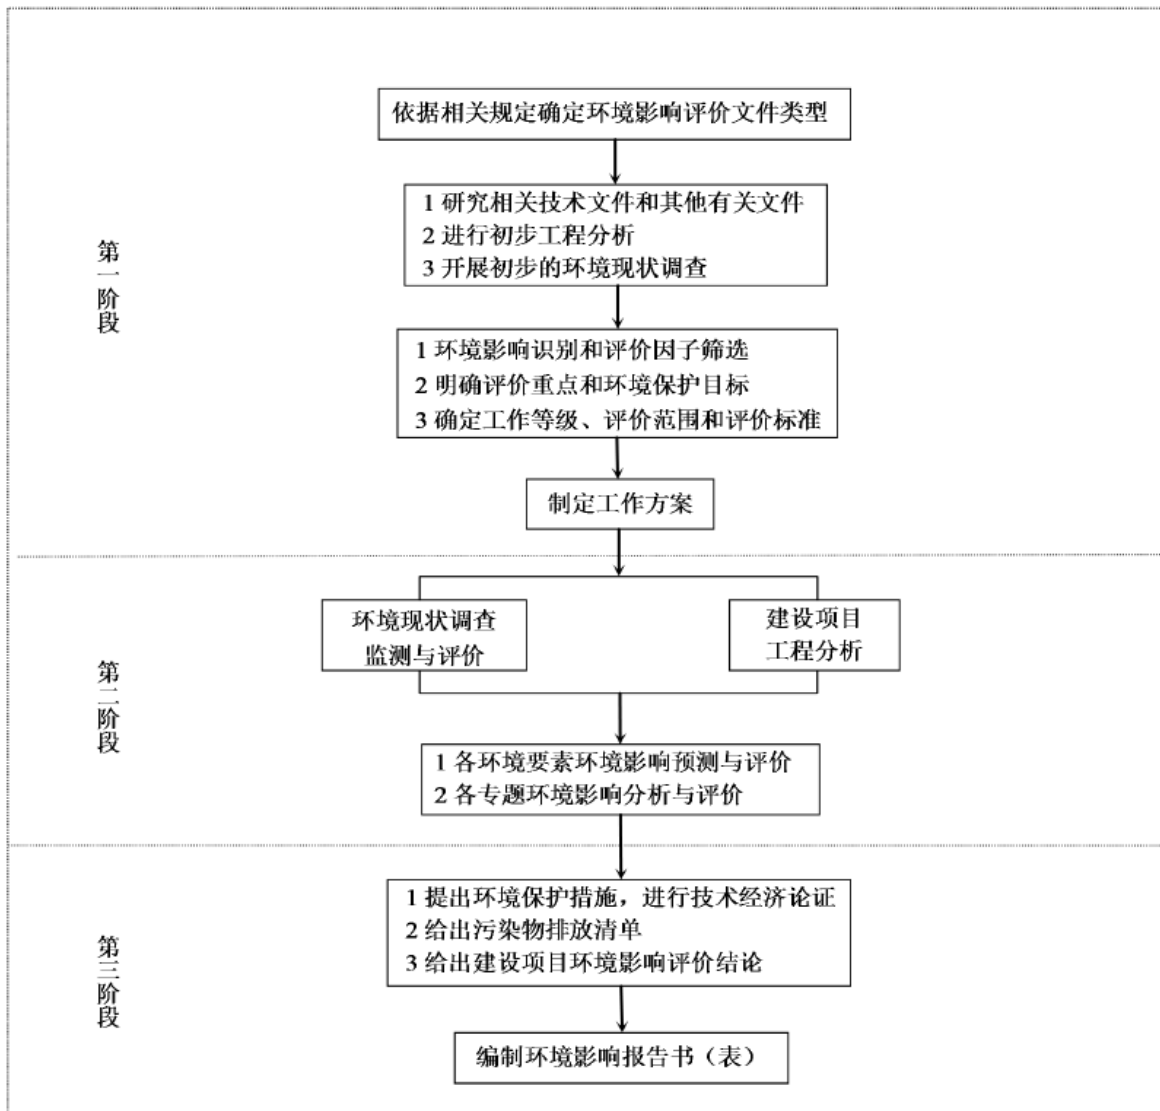 依据相关规定确定环境影响评价文件类型
1 研究相关技术文件和其他有关文件
2 进行初步工程分析
3 开展初步的环境现状调查
第一阶段
1 环境影响识别和评价因子筛选
2 明确评价重点和环境保护目标
3 确定工作等级、评价范围和评价标准
制定工作方案
环境现状调查
监测与评价
建设项目
工程分析
第二阶段
1 各环境要素环境影响预测与评价
2 各专题环境影响分析与评价
1 提出环境保护措施，进行技术经济论证
2 给出污染物排放清单
3 给出建设项目环境影响评价结论
第三阶段
编制环境影响报告书（表）